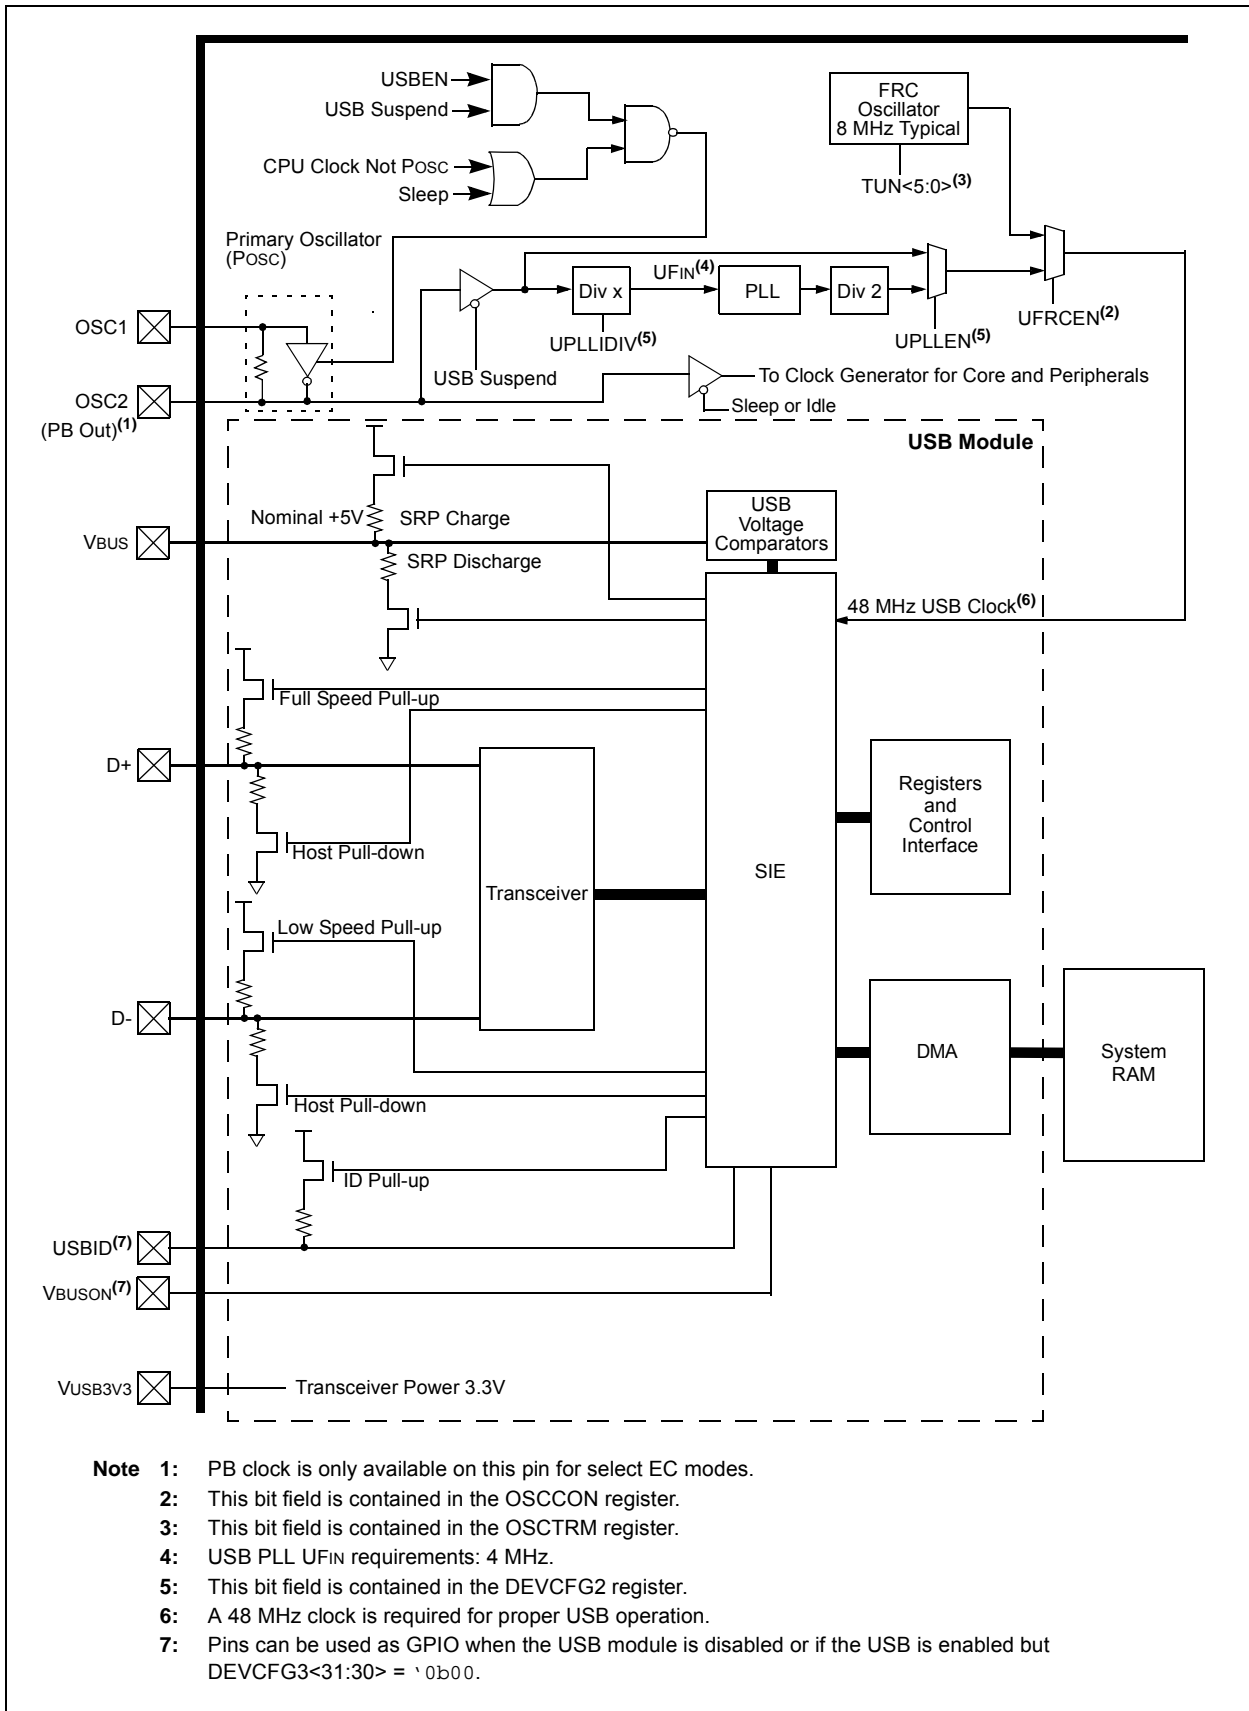 USBEN
USB Suspend
CPU Clock Not POSC
Sleep
FRC
Oscillator
8 MHz Typical
TUN<5:0>(3)
Primary Oscillator
(POSC)
UFIN(4)
Div x
PLL
Div 2
UFRCEN(2)
OSC1
UPLLIDIV(5)
UPLLEN(5)
USB Suspend
To Clock Generator for Core and Peripherals
OSC2
(PB Out)(1)
Sleep or Idle
USB Module
USB
Voltage
Comparators
Nominal +5V
SRP Charge
VBUS
SRP Discharge
48 MHz USB Clock(6)
Full Speed Pull-up
D+
Registers
and
Control
Interface
Host Pull-down
SIE
Transceiver
Low Speed Pull-up
D-
DMA
System
RAM
Host Pull-down
ID Pull-up
USBID(7)
VBUSON(7)
VUSB3V3
Transceiver Power 3.3V
Note 1: PB clock is only available on this pin for select EC modes.
2: This bit field is contained in the OSCCON register.
3: This bit field is contained in the OSCTRM register.
4: USB PLL UFIN requirements: 4 MHz.
5: This bit field is contained in the DEVCFG2 register.
6: A 48 MHz clock is required for proper USB operation.
7: Pins can be used as GPIO when the USB module is disabled or if the USB is enabled but
DEVCFG3<31:30> = '0b00.